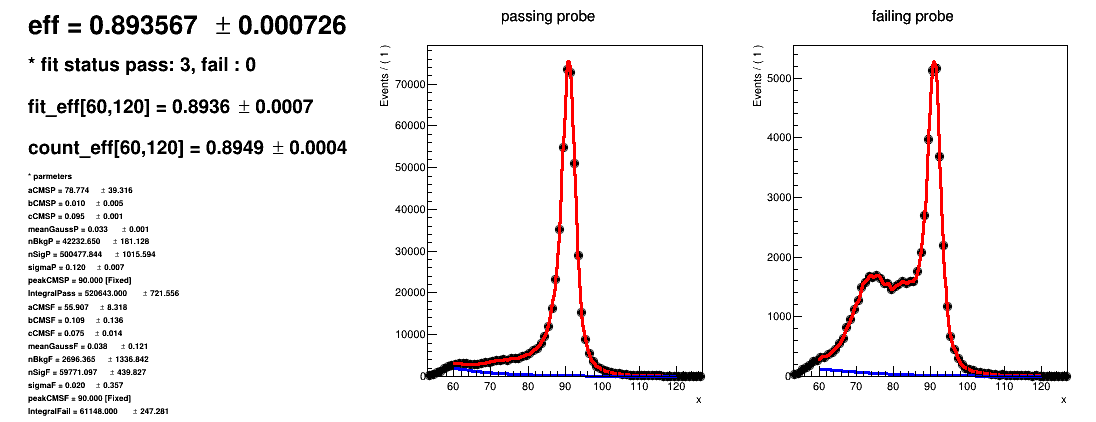 eff = 0.893567 ± 0.000726
* fit status pass: 3, fail : 0
fit_eff[60,120] = 0.8936 ± 0.0007
count_eff[60,120] = 0.8949 ± 0.0004
* parmeters
aCMSP = 78.774 ± 39.316
bCMSP = 0.010 ± 0.005
cCMSP = 0.095 ± 0.001
meanGaussP = 0.033 ± 0.001
nBkgP = 42232.650 ± 181.128
nSigP = 500477.844 ± 1015.594
sigmaP = 0.120 ± 0.007
peakCMSP = 90.000 [Fixed]
IntegralPass = 520643.000 ± 721.556
aCMSF = 55.907 ± 8.318
bCMSF = 0.109 ± 0.136
cCMSF = 0.075 ± 0.014
meanGaussF = 0.038 ± 0.121
nBkgF = 2696.365 ± 1336.842
nSigF = 59771.097 ± 439.827
sigmaF = 0.020 ± 0.357
peakCMSF = 90.000 [Fixed]
IntegralFail = 61148.000 ± 247.281
passing probe
Events / ( 1 )
70000
60000
50000
40000
30000
20000
10000
0
60 70 80 90 100 110 120
x
failing probe
Events / ( 1 )
5000
4000
3000
2000
1000
0
60 70 80 90 100 110 120
x